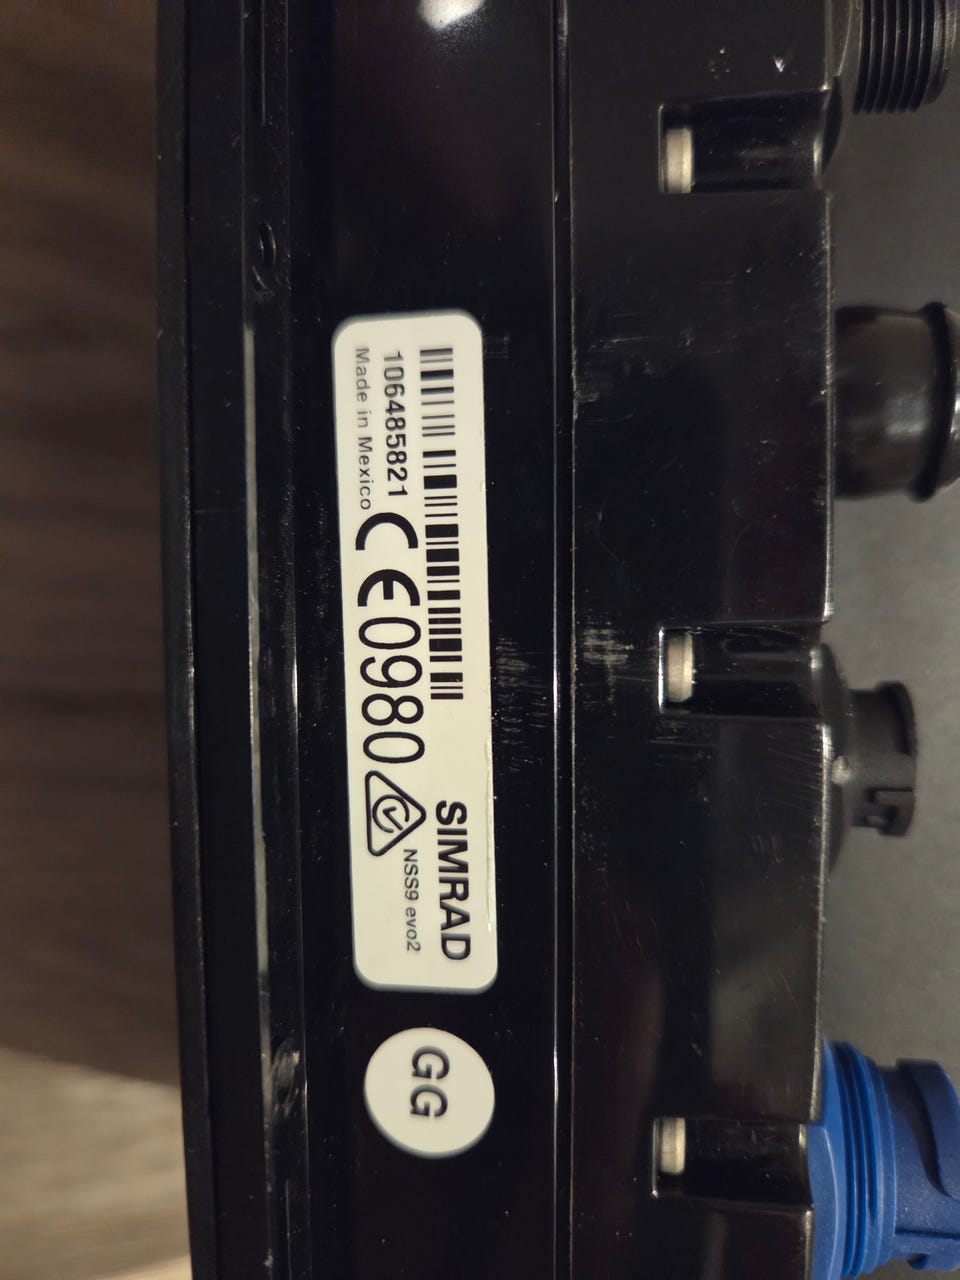 SIMRAD
NSS9 evo2
106485821
Made in Mexico
CE0980
GG